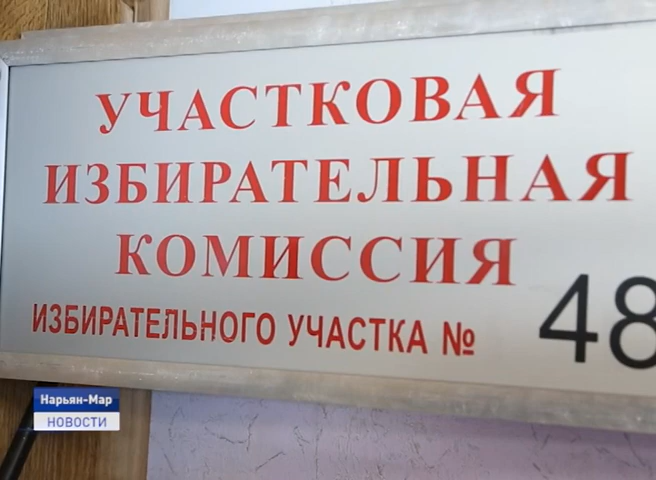 УЧАСТКОВАЯ
ИЗБИРАТЕЛЬНАЯ
КОМИССИЯ
ИЗБИРАТЕЛЬНОГО УЧАСТКА № 48
Нарьян-Мар
НОВОСТИ